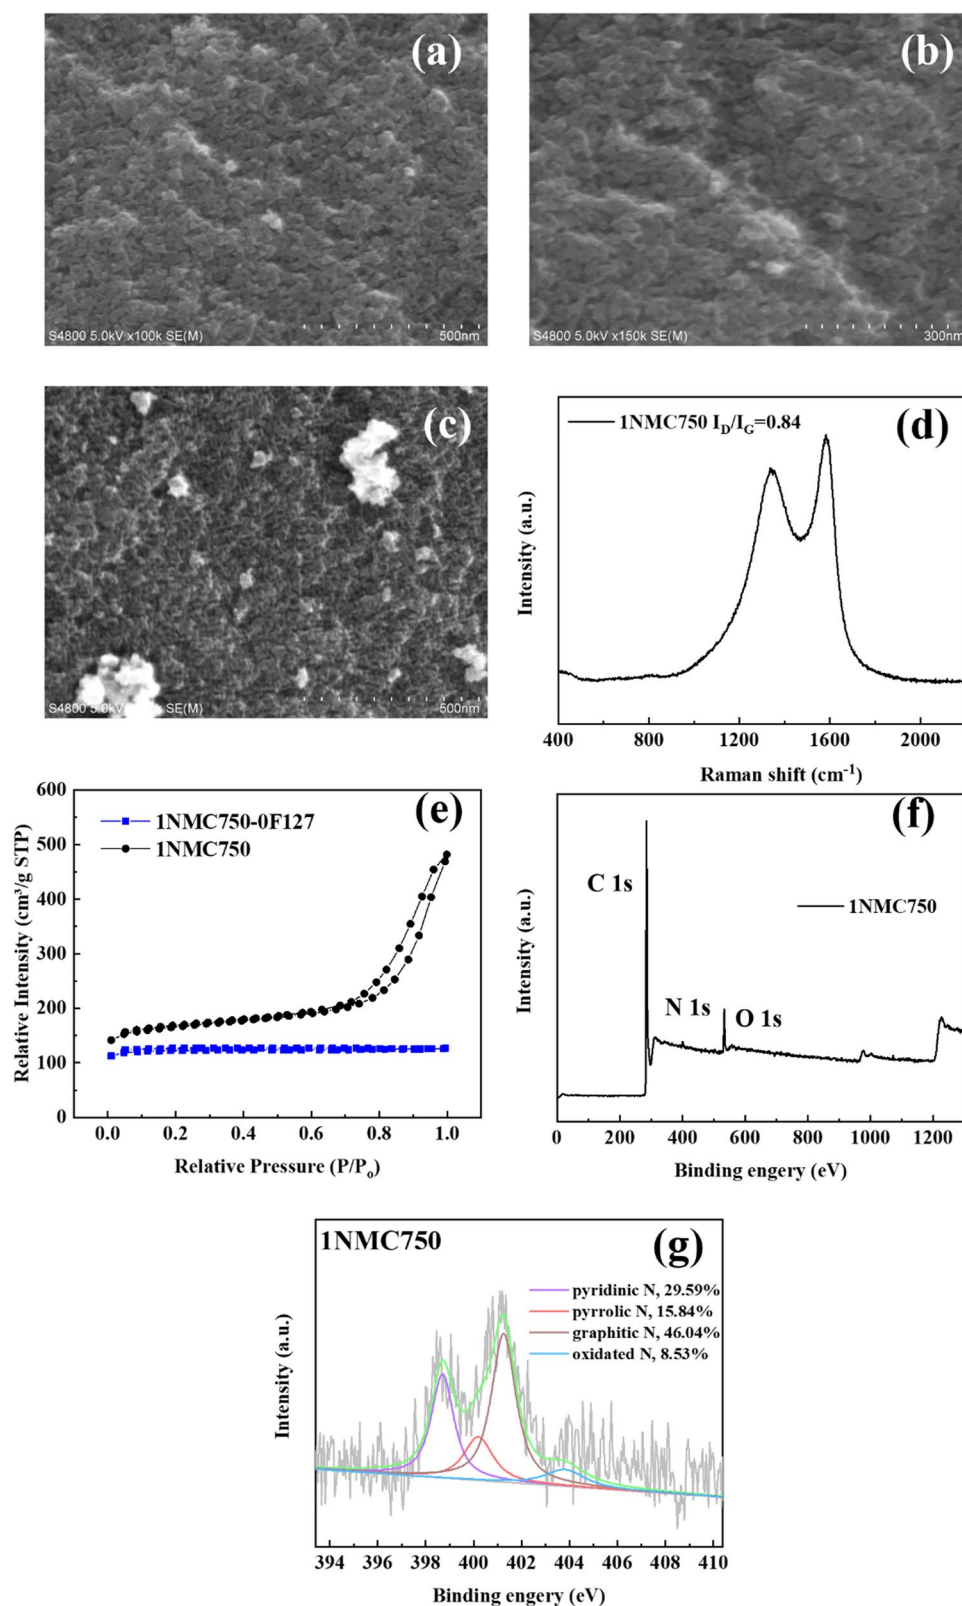 (a)
S4800 5.0kV x100k SE(M)
500nm
(b)
S4800 5.0kV x150k SE(M)
300nm
(c)
S4800 5.0kV x100k SE(M)
500nm
(d)
1NMC750 I_D/I_G=0.84
Intensity (a.u.)
400 800 1200 1600 2000
Raman shift (cm⁻¹)
(e)
1NMC750-0F127
1NMC750
Relative Intensity (cm³/g STP)
600
500
400
300
200
100
0
0.0 0.2 0.4 0.6 0.8 1.0
Relative Pressure (P/Pₒ)
(f)
C 1s
N 1s
O 1s
1NMC750
Intensity (a.u.)
0 200 400 600 800 1000 1200
Binding engery (eV)
1NMC750
(g)
pyridinic N, 29.59%
pyrrolic N, 15.84%
graphitic N, 46.04%
oxidated N, 8.53%
Intensity (a.u.)
394 396 398 400 402 404 406 408 410
Binding engery (eV)